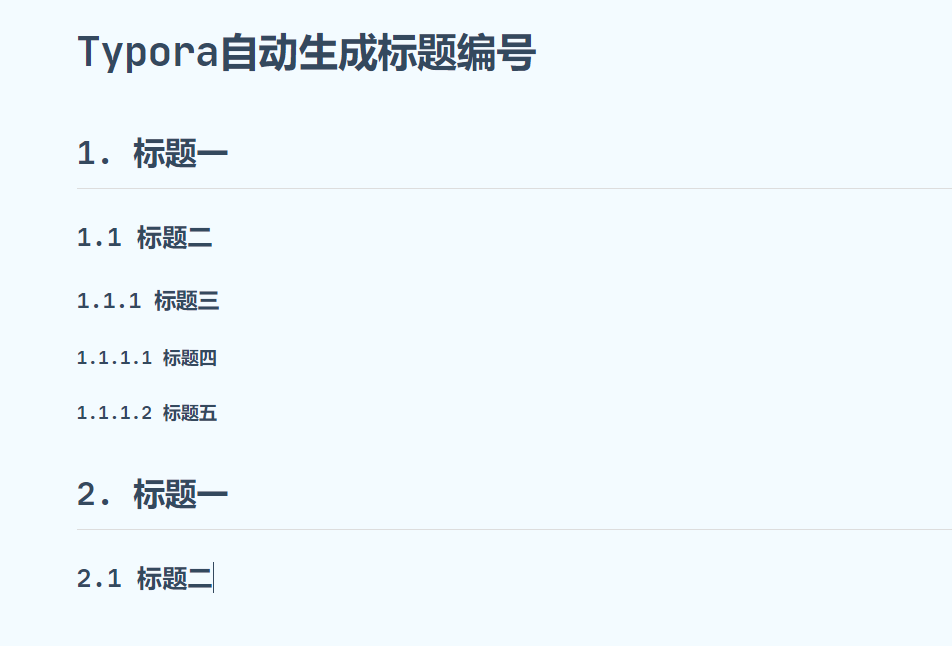 Typora自动生成标题编号
1. 标题一
1.1 标题二
1.1.1 标题三
1.1.1.1 标题四
1.1.1.2 标题五
2. 标题一
2.1 标题二